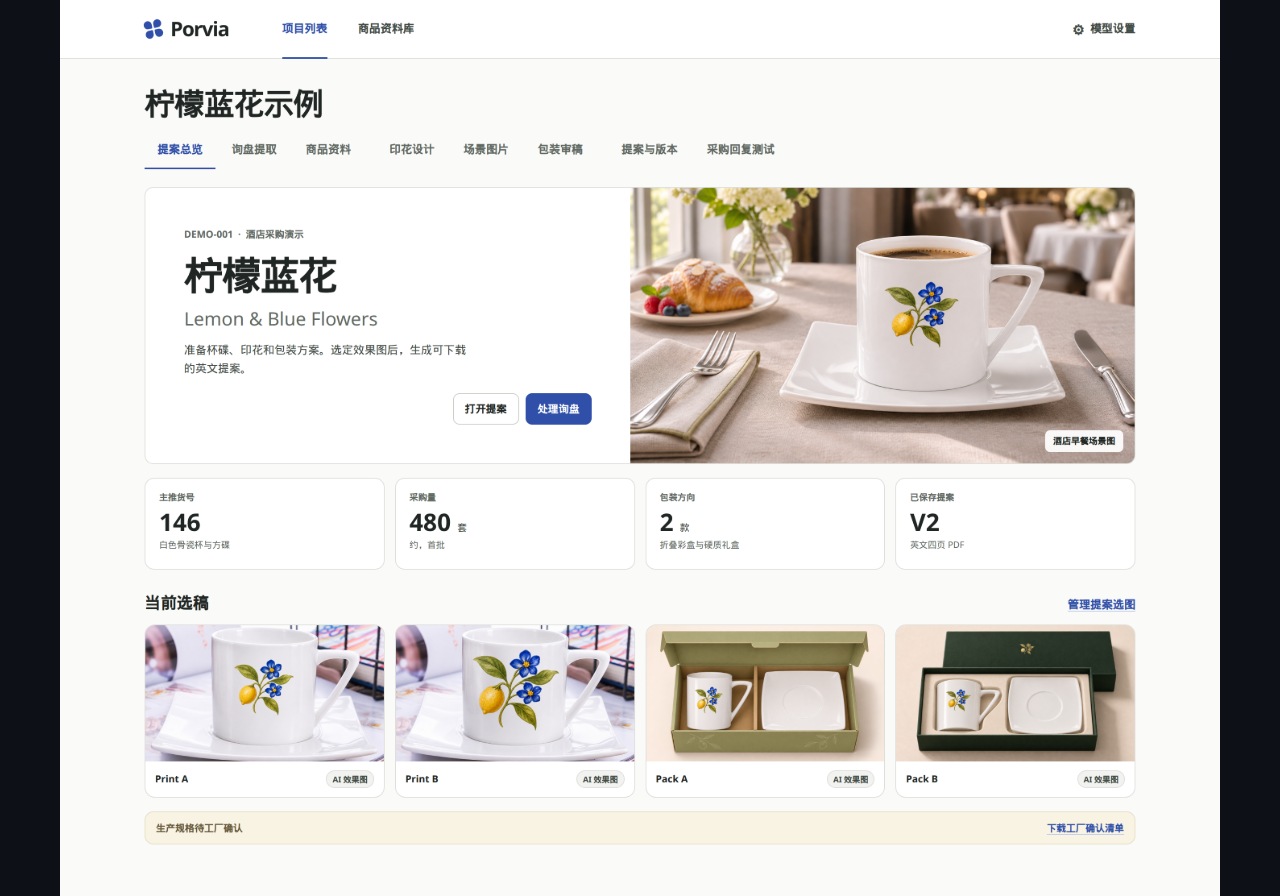 Porvia
项目列表
商品资料库
模型设置
柠檬蓝花示例
提案总览
询盘提取
商品资料
印花设计
场景图片
包装审稿
提案与版本
采购回复测试
DEMO-001 · 酒店采购演示
柠檬蓝花
Lemon & Blue Flowers
准备杯碟、印花和包装方案。选定效果图后，生成可下载
的英文提案。
打开提案
处理询盘
酒店早餐场景图
主推货号
146
白色骨瓷杯与方碟
采购量
480 套
约，首批
包装方向
2 款
折叠彩盒与硬质礼盒
已保存提案
V2
英文四页 PDF
当前选稿
管理提案选图
Print A
AI 效果图
Print B
AI 效果图
Pack A
AI 效果图
Pack B
AI 效果图
生产规格待工厂确认
下载工厂确认清单